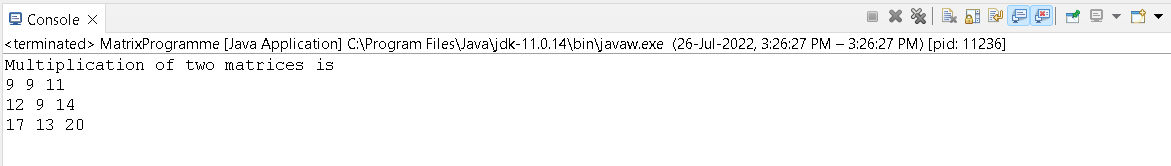 Console
<terminated> MatrixProgramme [Java Application] C:\Program Files\Java\jdk-11.0.14\bin\javaw.exe (26-Jul-2022, 3:26:27 PM – 3:26:27 PM) [pid: 11236]
Multiplication of two matrices is
9 9 11
12 9 14
17 13 20